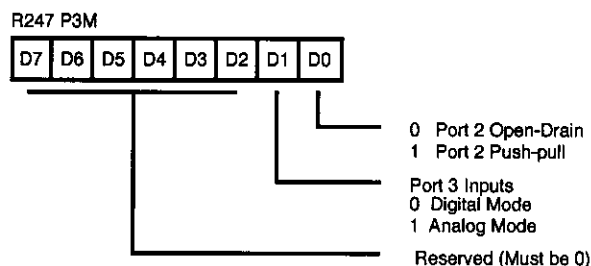 R247 P3M
D7 D6 D5 D4 D3 D2 D1 D0
0 Port 2 Open-Drain
1 Port 2 Push-pull
Port 3 Inputs
0 Digital Mode
1 Analog Mode
Reserved (Must be 0)